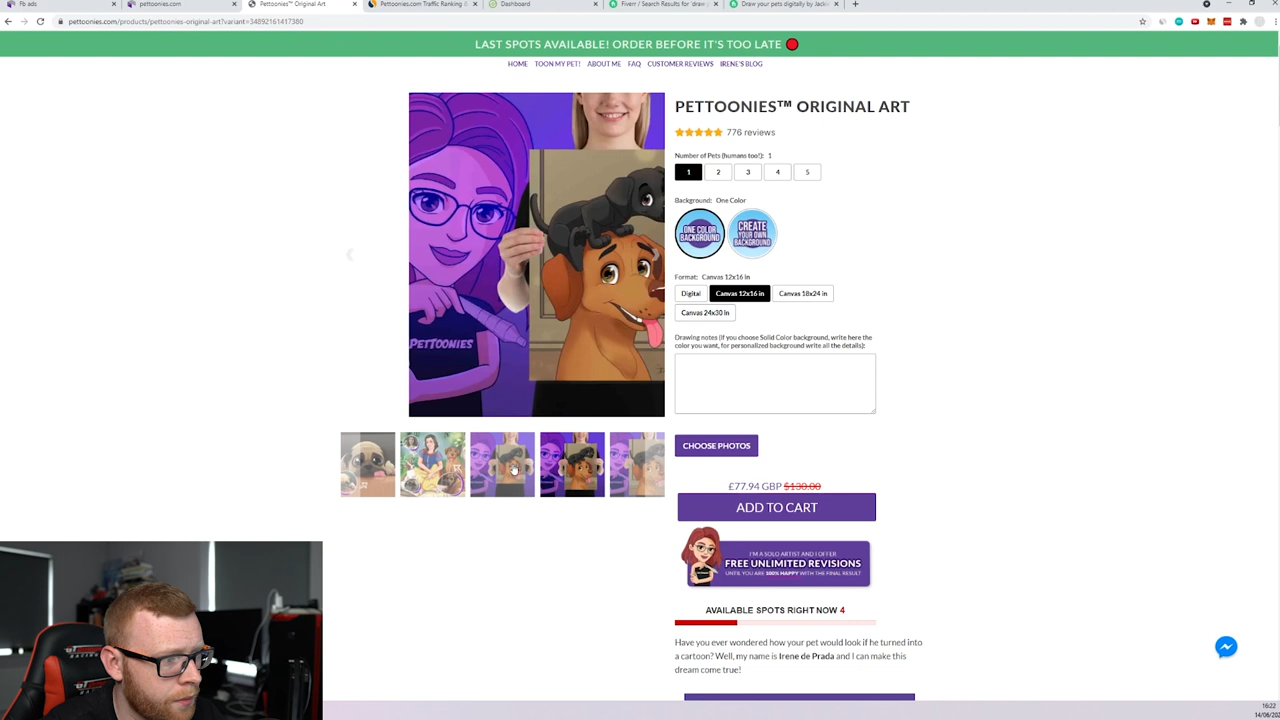 Fb ads
pettoonies.com
Pettoonies™ Original Art
Pettoonies.com Traffic Ranking &
Dashboard
Fiverr / Search Results for 'draw
Draw your pets digitally by Jack
pettoonies.com/products/pettoonies-original-art?variant=34892161417380
LAST SPOTS AVAILABLE! ORDER BEFORE IT'S TOO LATE
HOME TOON MY PET! ABOUT ME FAQ CUSTOMER REVIEWS IRENE'S BLOG
PETTOONIES™ ORIGINAL ART
776 reviews
Number of Pets (humans too!): 1
1 2 3 4 5
Background: One Color
ONE COLOR
BACKGROUND
CREATE
YOUR OWN
BACKGROUND
Format: Canvas 12x16 in
Digital Canvas 12x16 in Canvas 18x24 in
Canvas 24x30 in
Drawing notes (if you choose Solid Color background, write here the
color you want, for personalized background write all the details):
PETTOONIES
CHOOSE PHOTOS
£77.94 GBP $130.00
ADD TO CART
I'M A SOLO ARTIST AND I OFFER
FREE UNLIMITED REVISIONS
UNTIL YOU ARE 100% HAPPY WITH THE FINAL RESULT
AVAILABLE SPOTS RIGHT NOW 4
Have you ever wondered how your pet would look if he turned into
a cartoon? Well, my name is Irene de Prada and I can make this
dream come true!
16:22